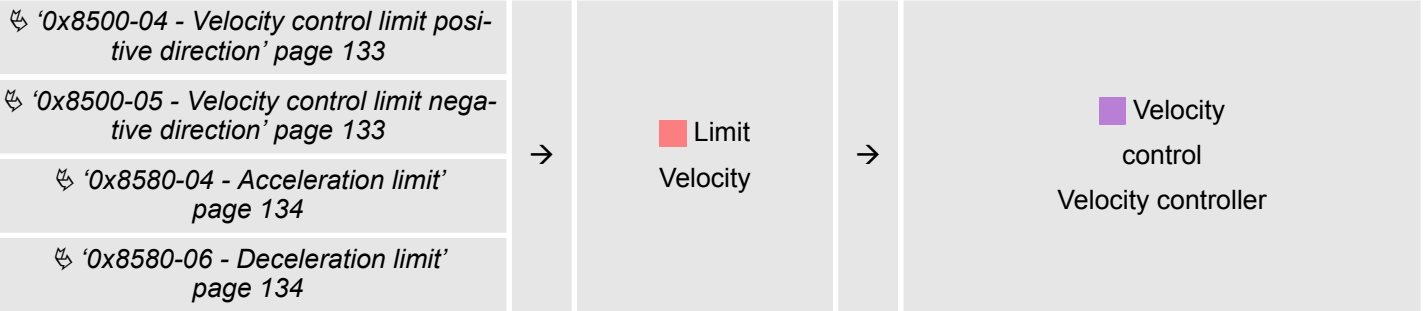 ↳ ‘0x8500-04 - Velocity control limit posi-
tive direction’ page 133
↳ ‘0x8500-05 - Velocity control limit nega-
tive direction’ page 133
↳ ‘0x8580-04 - Acceleration limit’
page 134
↳ ‘0x8580-06 - Deceleration limit’
page 134
→
Limit
Velocity
→
Velocity
control
Velocity controller